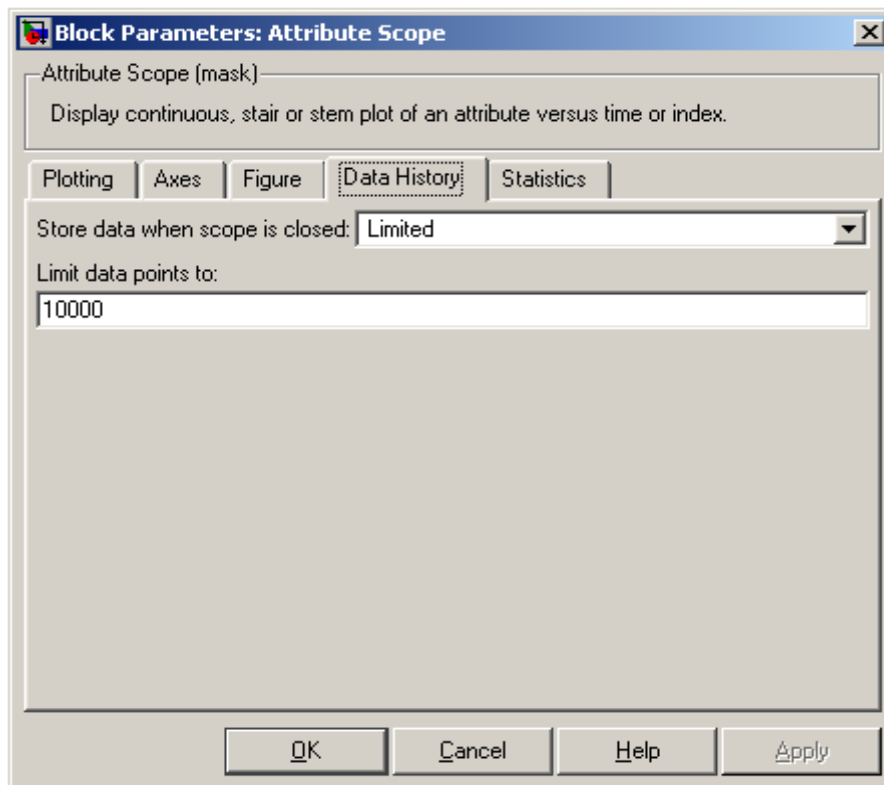 Block Parameters: Attribute Scope
Attribute Scope (mask)
Display continuous, stair or stem plot of an attribute versus time or index.
Plotting Axes Figure Data History Statistics
Store data when scope is closed: Limited
Limit data points to:
10000
OK Cancel Help Apply